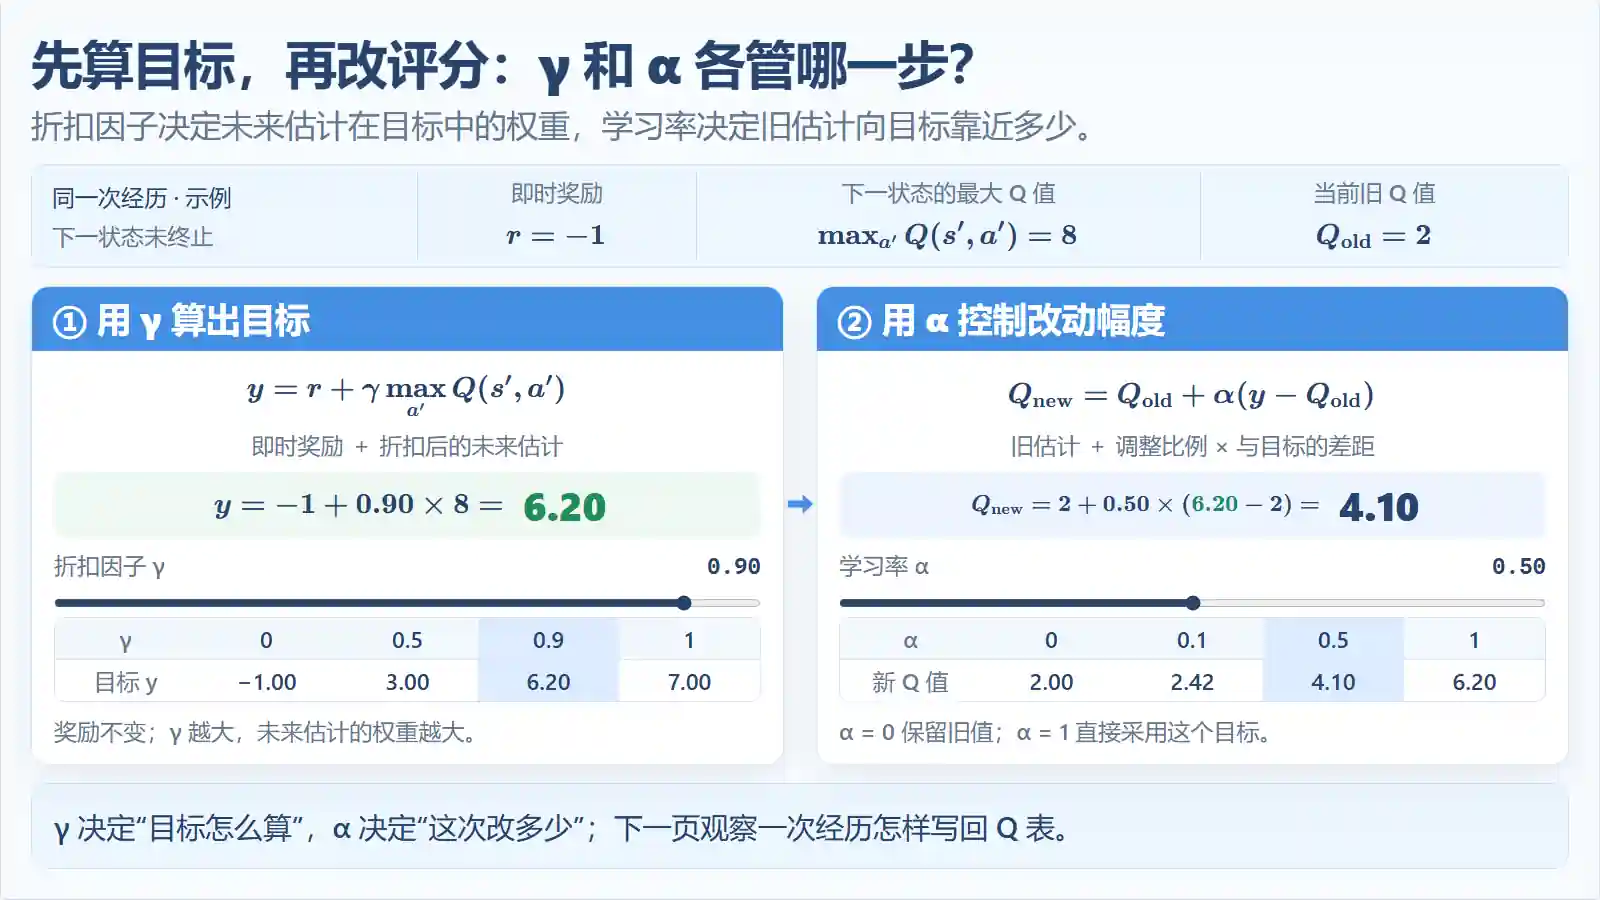 先算目标，再改评分：γ 和 α 各管哪一步？
折扣因子决定未来估计在目标中的权重，学习率决定旧估计向目标靠近多少。
同一次经历 · 示例
下一状态未终止
即时奖励
r = −1
下一状态的最大 Q 值
maxₐ′ Q(s′, a′) = 8
当前旧 Q 值
Q_old = 2
① 用 γ 算出目标
y = r + γ max Q(s′, a′)
a′
即时奖励 + 折扣后的未来估计
y = −1 + 0.90 × 8 = 6.20
折扣因子 γ 0.90
γ 0 0.5 0.9 1
目标 y −1.00 3.00 6.20 7.00
奖励不变；γ 越大，未来估计的权重越大。
② 用 α 控制改动幅度
Q_new = Q_old + α(y − Q_old)
旧估计 + 调整比例 × 与目标的差距
Q_new = 2 + 0.50 × (6.20 − 2) = 4.10
学习率 α 0.50
α 0 0.1 0.5 1
新 Q 值 2.00 2.42 4.10 6.20
α = 0 保留旧值；α = 1 直接采用这个目标。
γ 决定“目标怎么算”，α 决定“这次改多少”；下一页观察一次经历怎样写回 Q 表。